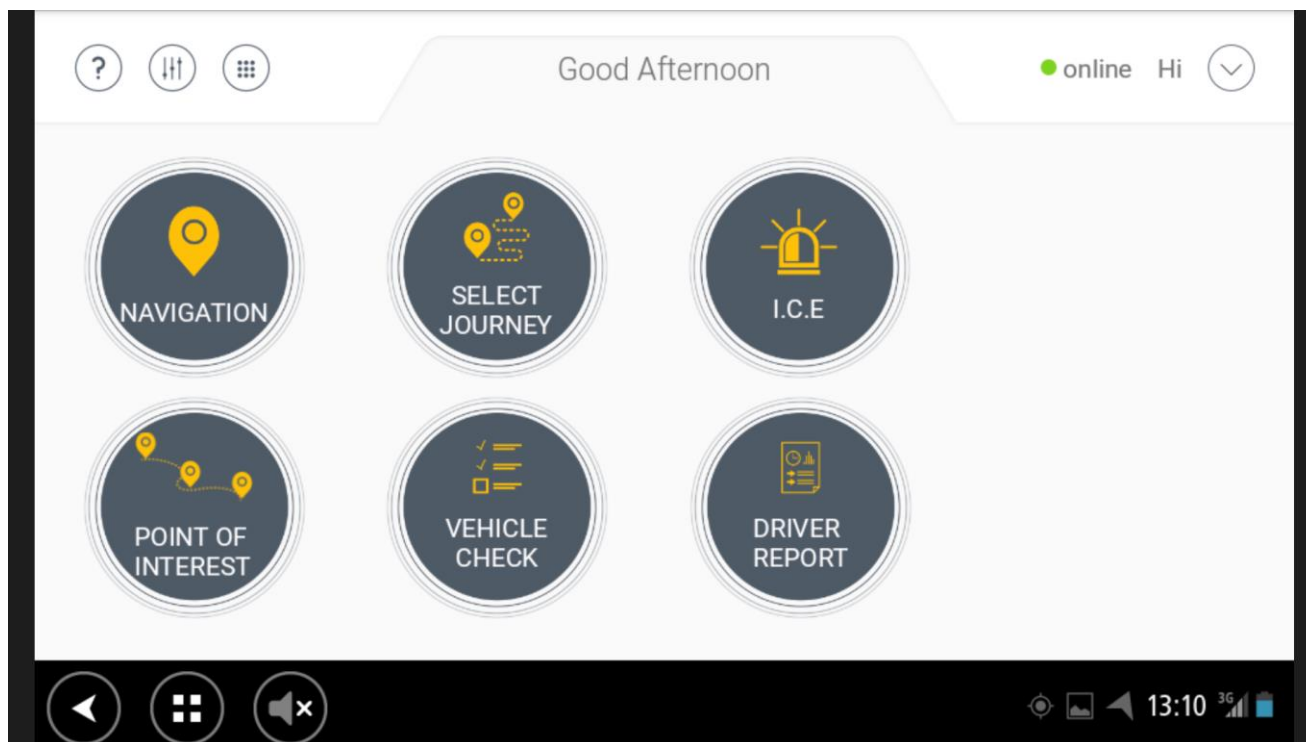 ?
Good Afternoon
online Hi
NAVIGATION
SELECT
JOURNEY
I.C.E
POINT OF
INTEREST
VEHICLE
CHECK
DRIVER
REPORT
13:10 3G